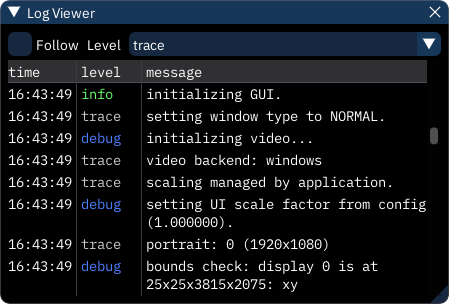 Log Viewer
Follow Level trace
time level message
16:43:49 info initializing GUI.
16:43:49 trace setting window type to NORMAL.
16:43:49 debug initializing video...
16:43:49 trace video backend: windows
16:43:49 trace scaling managed by application.
16:43:49 debug setting UI scale factor from config
(1.000000).
16:43:49 trace portrait: 0 (1920x1080)
16:43:49 debug bounds check: display 0 is at
25x25x3815x2075: xy